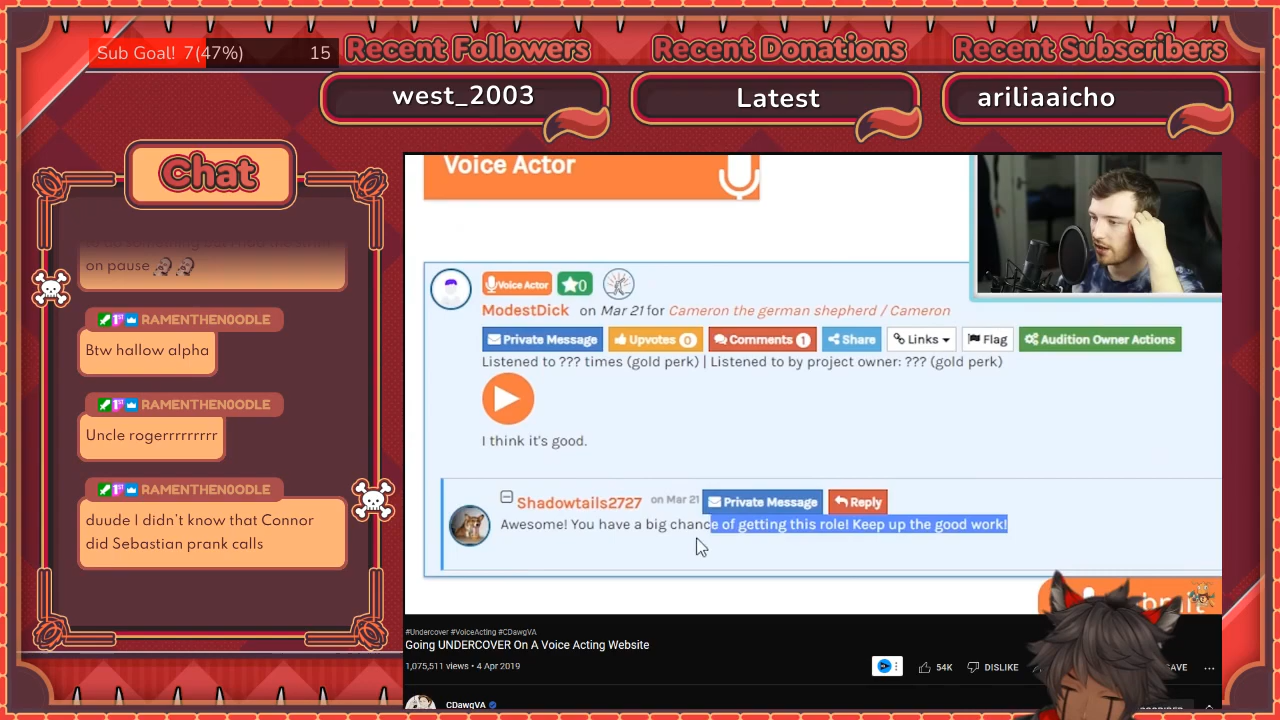 Sub Goal! 7(47%) 15
Recent Followers
Recent Donations
Recent Subscribers
west_2003
Latest
ariliaaicho
Chat
on pause
RAMENTHEN0ODLE
Btw hallow alpha
RAMENTHEN0ODLE
Uncle rogerrrrrrrr
RAMENTHEN0ODLE
duude I didn't know that Connor
did Sebastian prank calls
Voice Actor
Voice Actor 0
ModestDick on Mar 21 for Cameron the german shepherd / Cameron
Private Message Upvotes 0 Comments 1 Share Links Flag Audition Owner Actions
Listened to ??? times (gold perk) | Listened to by project owner: ??? (gold perk)
I think it's good.
Shadowtails2727 on Mar 21 Private Message Reply
Awesome! You have a big chance of getting this role! Keep up the good work!
#Undercover #VoiceActing #CDawgVA
Going UNDERCOVER On A Voice Acting Website
1,075,511 views • 4 Apr 2019
54K DISLIKE
CDawgVA